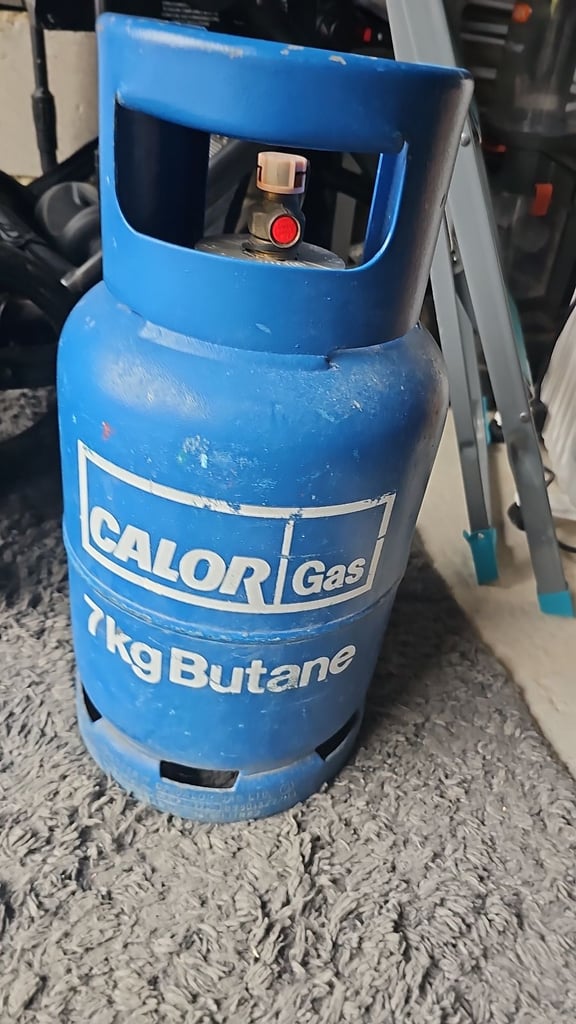 CALOR Gas
7kg Butane